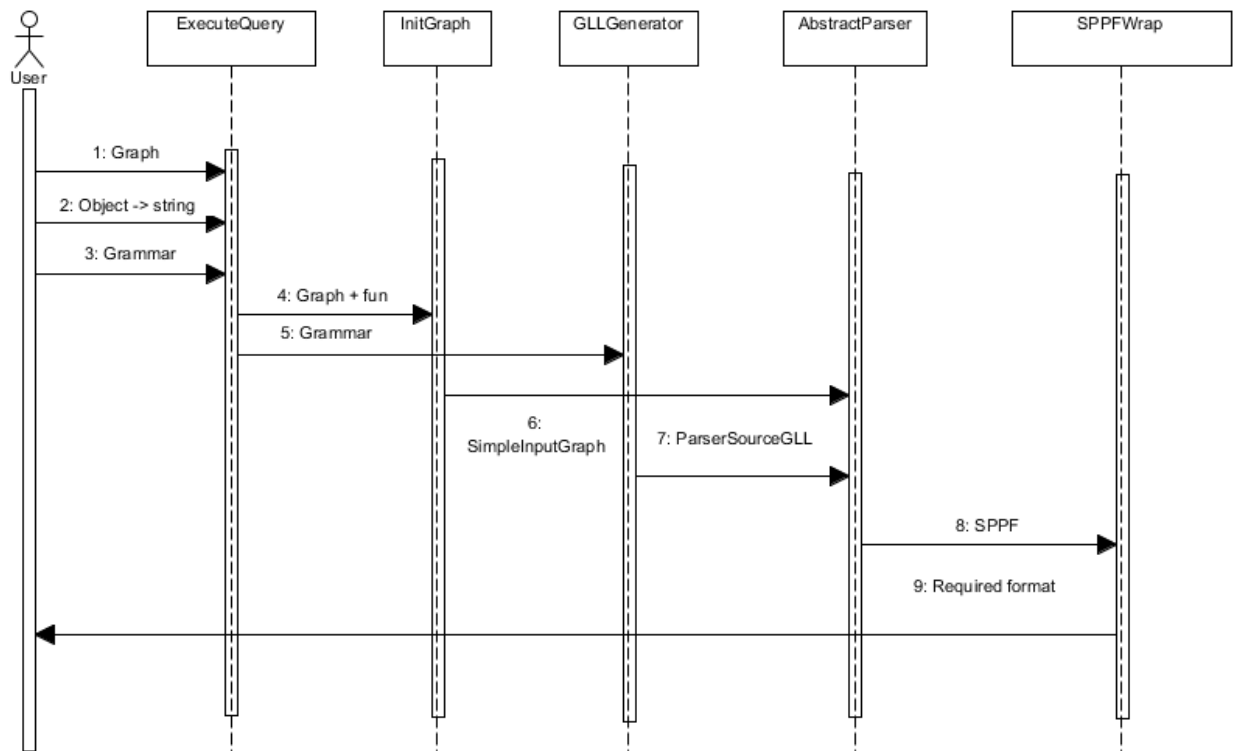 ExecuteQuery
InitGraph
GLLGenerator
AbstractParser
SPPFWrap
User
1: Graph
2: Object -> string
3: Grammar
4: Graph + fun
5: Grammar
6:
SimpleInputGraph
7: ParserSourceGLL
8: SPPF
9: Required format